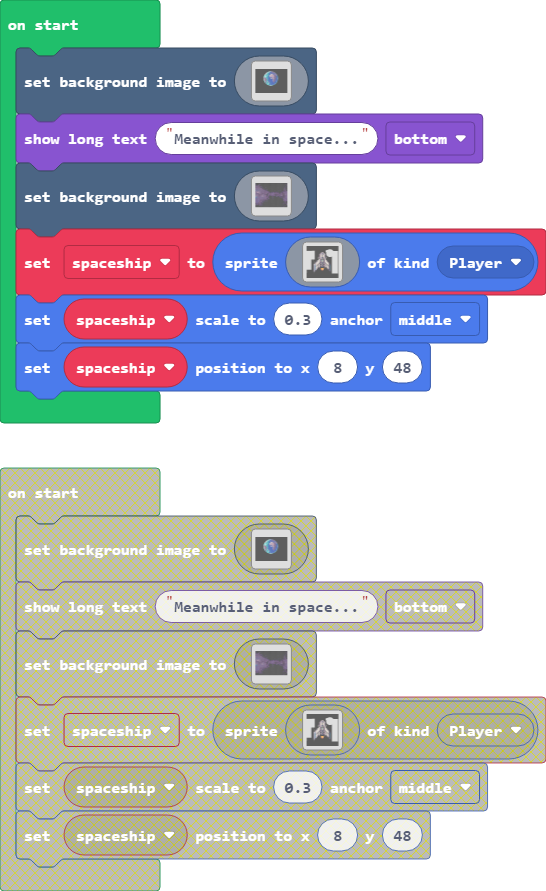 on start
set background image to
show long text "Meanwhile in space..." bottom
set background image to
set spaceship to sprite of kind Player
set spaceship scale to 0.3 anchor middle
set spaceship position to x 8 y 48
on start
set background image to
show long text "Meanwhile in space..." bottom
set background image to
set spaceship to sprite of kind Player
set spaceship scale to 0.3 anchor middle
set spaceship position to x 8 y 48